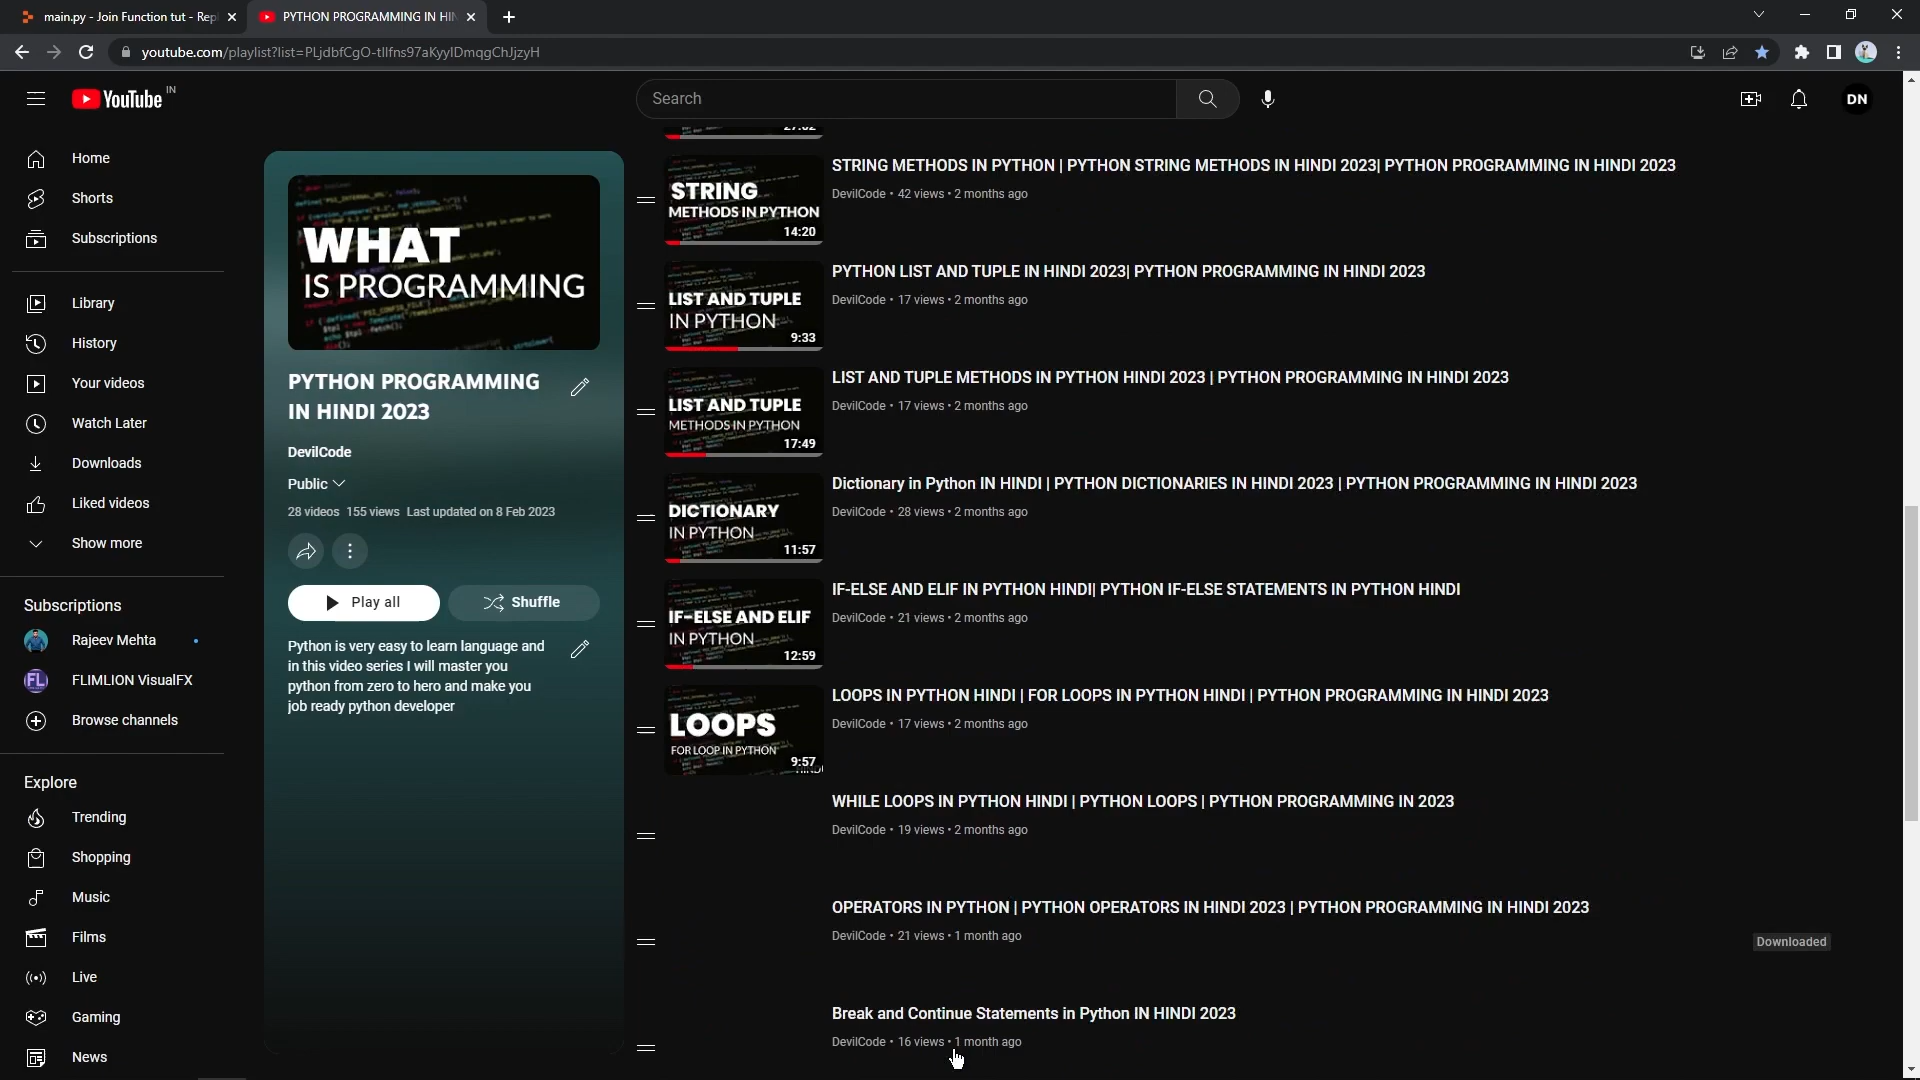 main.py - Join Function tut - Repl
PYTHON PROGRAMMING IN HIN
youtube.com/playlist?list=PLjdbfCgO-tllfns97aKyylDmqgChJjzyH
YouTube IN
Search
DN
Home
Shorts
Subscriptions
Library
History
Your videos
Watch Later
Downloads
Liked videos
Show more
Subscriptions
Rajeev Mehta
FL
FLIMLION VisualFX
Browse channels
Explore
Trending
Shopping
Music
Films
Live
Gaming
News
WHAT
IS PROGRAMMING
PYTHON PROGRAMMING
IN HINDI 2023
DevilCode
Public
28 videos 155 views Last updated on 8 Feb 2023
Play all
Shuffle
Python is very easy to learn language and
in this video series I will master you
python from zero to hero and make you
job ready python developer
STRING
METHODS IN PYTHON
14:20
STRING METHODS IN PYTHON | PYTHON STRING METHODS IN HINDI 2023| PYTHON PROGRAMMING IN HINDI 2023
DevilCode • 42 views • 2 months ago
LIST AND TUPLE
IN PYTHON
9:33
PYTHON LIST AND TUPLE IN HINDI 2023| PYTHON PROGRAMMING IN HINDI 2023
DevilCode • 17 views • 2 months ago
LIST AND TUPLE
METHODS IN PYTHON
17:49
LIST AND TUPLE METHODS IN PYTHON HINDI 2023 | PYTHON PROGRAMMING IN HINDI 2023
DevilCode • 17 views • 2 months ago
DICTIONARY
IN PYTHON
11:57
Dictionary in Python IN HINDI | PYTHON DICTIONARIES IN HINDI 2023 | PYTHON PROGRAMMING IN HINDI 2023
DevilCode • 28 views • 2 months ago
IF-ELSE AND ELIF
IN PYTHON
12:59
IF-ELSE AND ELIF IN PYTHON HINDI| PYTHON IF-ELSE STATEMENTS IN PYTHON HINDI
DevilCode • 21 views • 2 months ago
LOOPS
FOR LOOP IN PYTHON
9:57
LOOPS IN PYTHON HINDI | FOR LOOPS IN PYTHON HINDI | PYTHON PROGRAMMING IN HINDI 2023
DevilCode • 17 views • 2 months ago
WHILE LOOPS IN PYTHON HINDI | PYTHON LOOPS | PYTHON PROGRAMMING IN 2023
DevilCode • 19 views • 2 months ago
OPERATORS IN PYTHON | PYTHON OPERATORS IN HINDI 2023 | PYTHON PROGRAMMING IN HINDI 2023
DevilCode • 21 views • 1 month ago
Downloaded
Break and Continue Statements in Python IN HINDI 2023
DevilCode • 16 views • 1 month ago